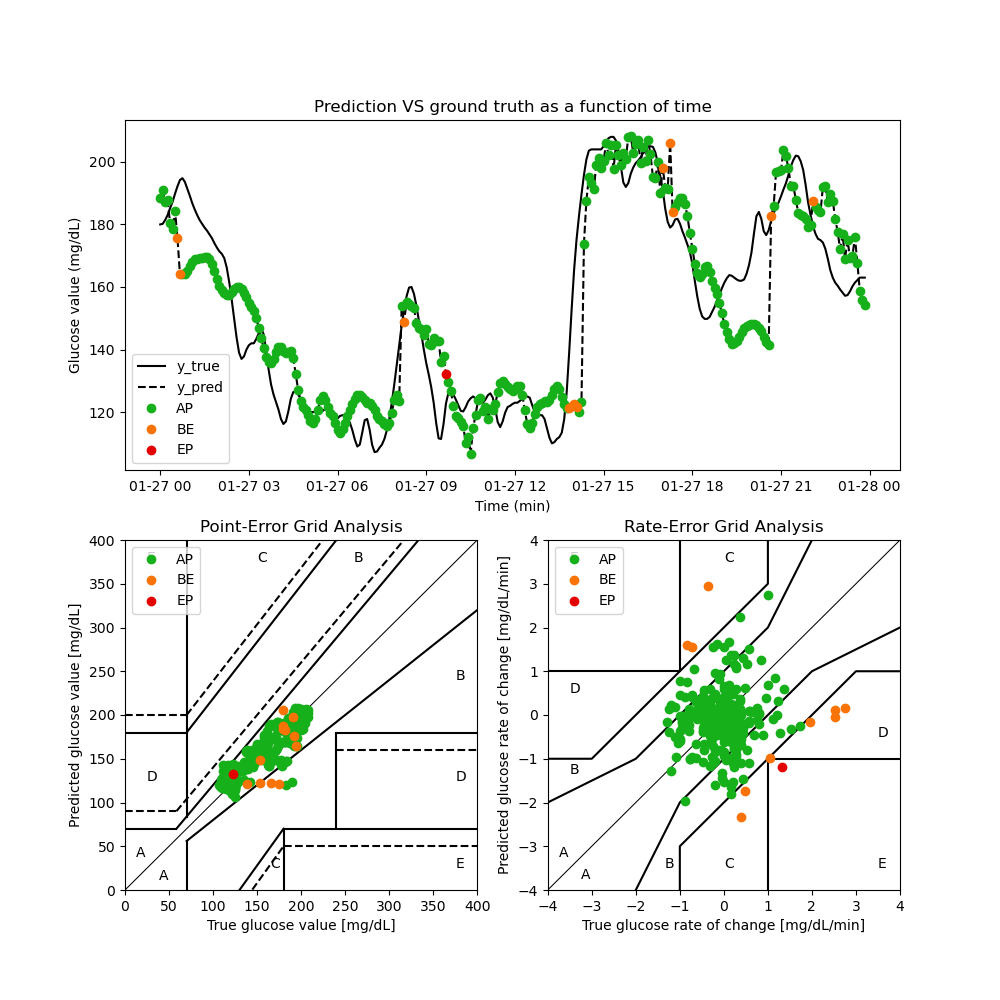 Prediction VS ground truth as a function of time
Glucose value (mg/dL)
200
180
160
140
120
y_true
y_pred
AP
BE
EP
01-27 00 01-27 03 01-27 06 01-27 09 01-27 12 01-27 15 01-27 18 01-27 21 01-28 00
Time (min)
Point-Error Grid Analysis
Predicted glucose value [mg/dL]
400
350
300
250
200
150
100
50
0
AP
BE
EP
C
B
B
D
D
A
A
C
E
0 50 100 150 200 250 300 350 400
True glucose value [mg/dL]
Rate-Error Grid Analysis
Predicted glucose rate of change [mg/dL/min]
4
3
2
1
0
−1
−2
−3
−4
AP
BE
EP
C
D
D
B
A
A
B
C
E
−4 −3 −2 −1 0 1 2 3 4
True glucose rate of change [mg/dL/min]